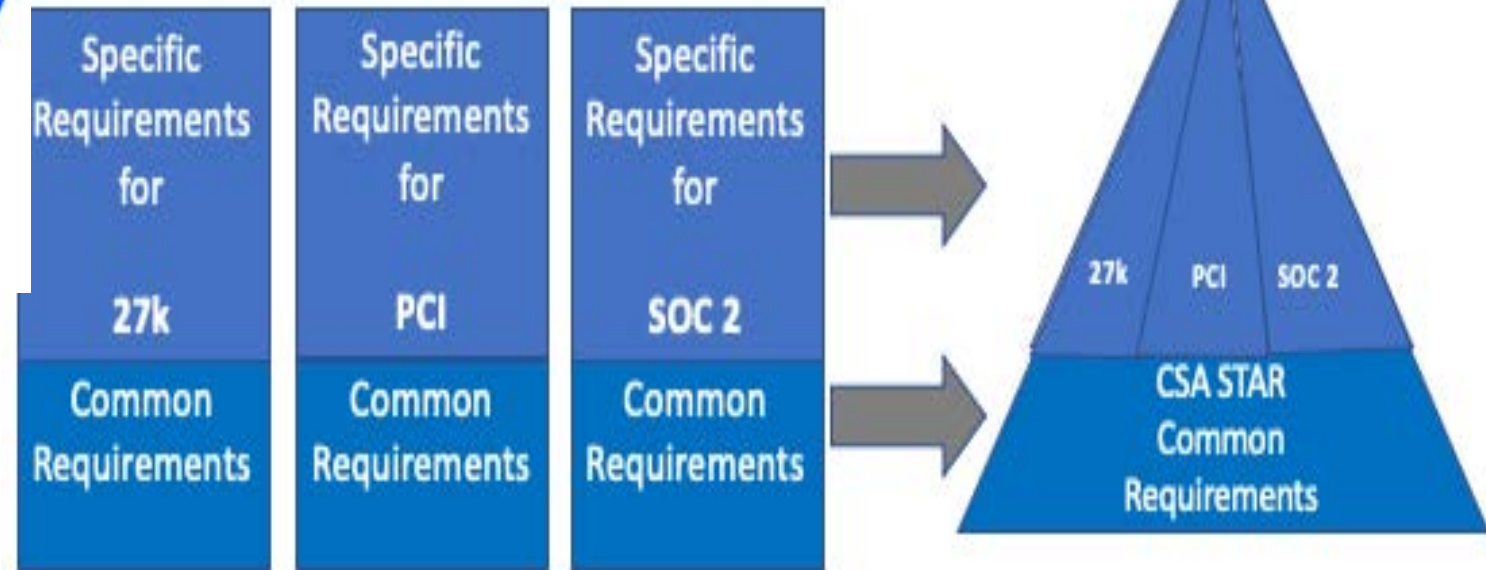 Specific
Requirements
for
27k
Common
Requirements
Specific
Requirements
for
PCI
Common
Requirements
Specific
Requirements
for
SOC 2
Common
Requirements
27k
PCI
SOC 2
CSA STAR
Common
Requirements